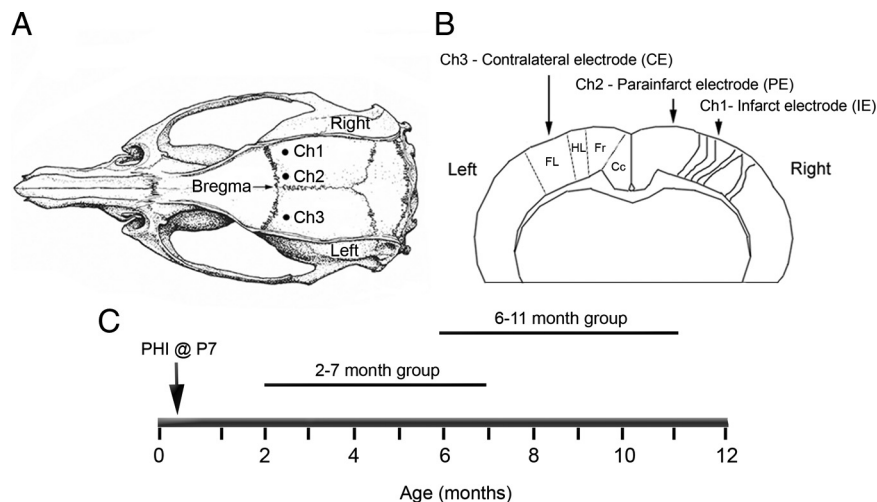 A
Right
Ch1
Ch2
Bregma
Ch3
Left
B
Ch3 - Contralateral electrode (CE)
Ch2 - Parainfarct electrode (PE)
Ch1- Infarct electrode (IE)
Left
FL
HL
Fr
Cc
Right
C
6-11 month group
PHI @ P7
2-7 month group
0 2 4 6 8 10 12
Age (months)